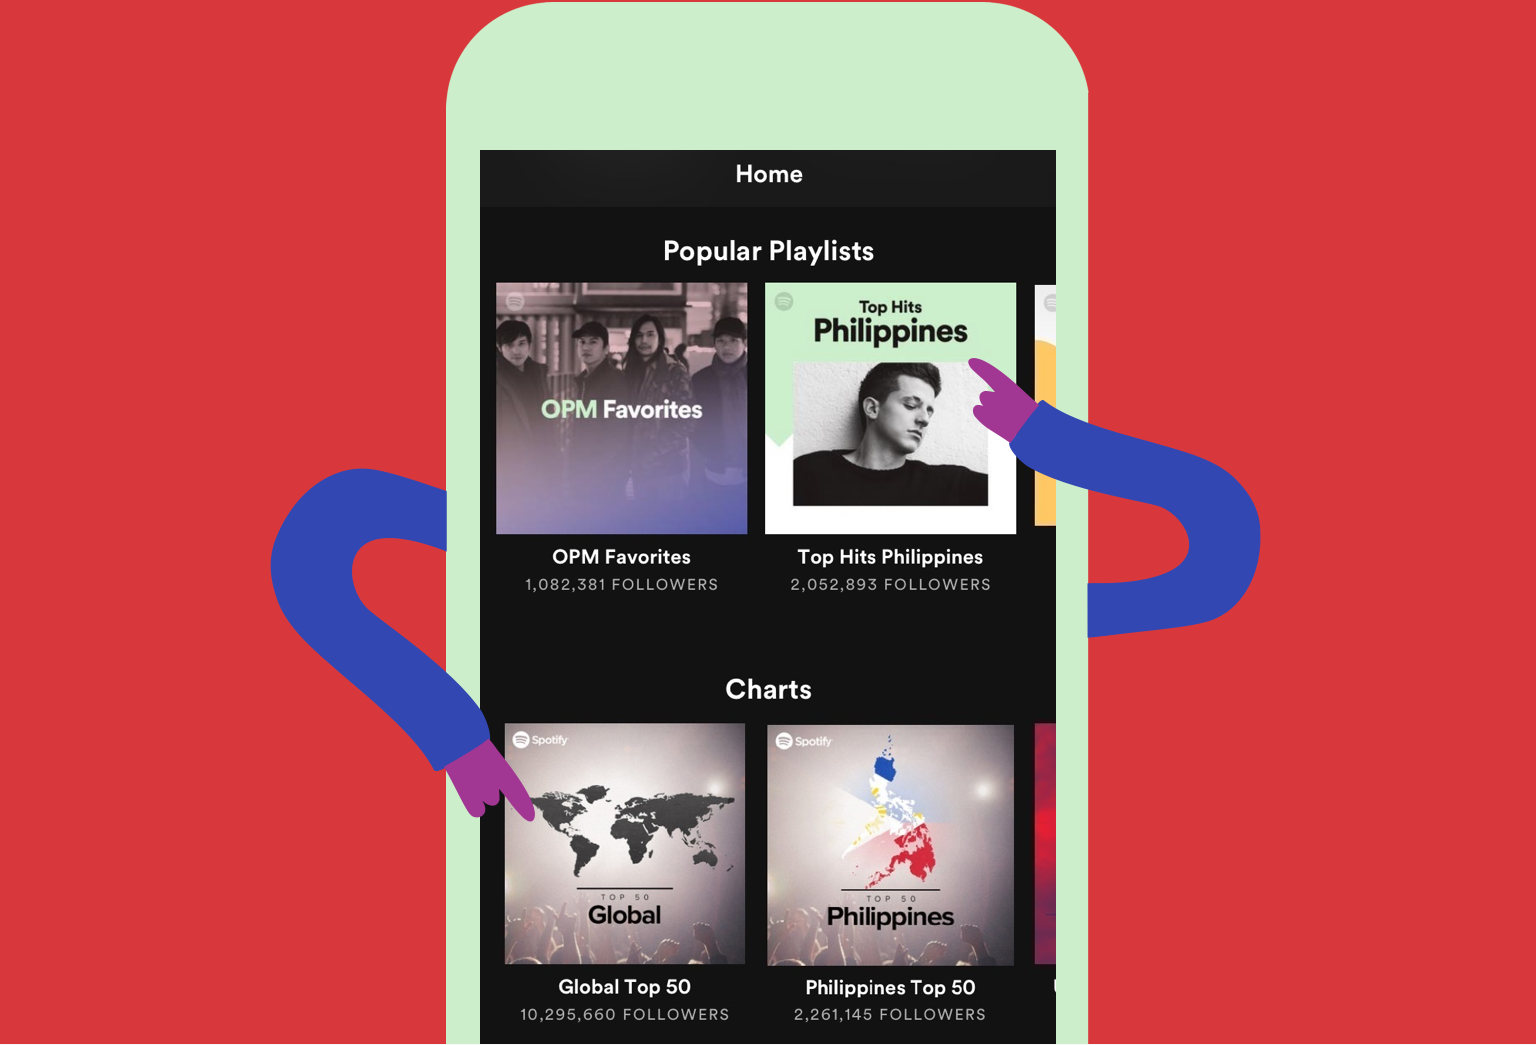 Home
Popular Playlists
OPM Favorites
Top Hits
Philippines
OPM Favorites
Top Hits Philippines
1,082,381 FOLLOWERS
2,052,893 FOLLOWERS
Charts
Spotify
Spotify
TOP 50
Global
TOP 50
Philippines
Global Top 50
Philippines Top 50
10,295,660 FOLLOWERS
2,261,145 FOLLOWERS